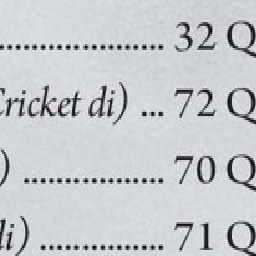 .................. 32 Q
Cricket di) ... 72 Q
) ................ 70 Q
di) .............. 71 Q